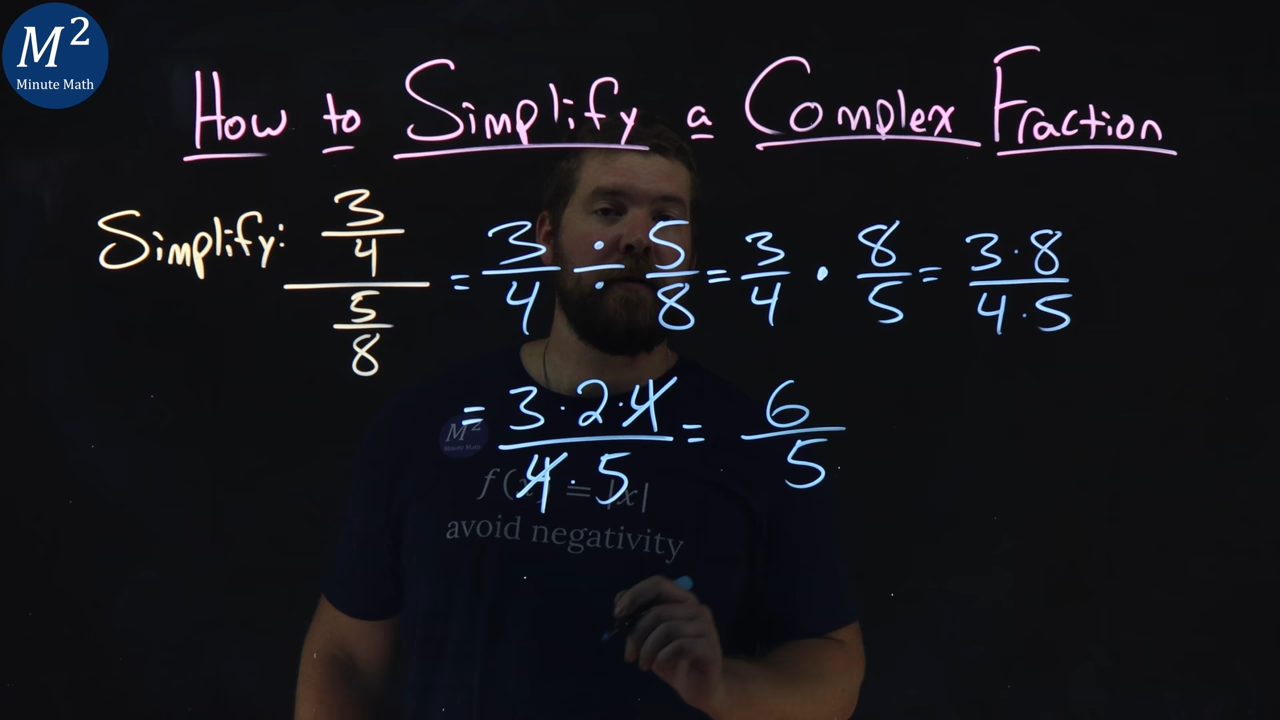 M²
Minute Math
How to Simplify a Complex Fraction
Simplify: (3/4)/(5/8) = 3/4 ÷ 5/8 = 3/4 · 8/5 = 3·8/4·5
= 3·2·4/4·5 = 6/5
M²
Minute Math
f(x) = |x|
avoid negativity